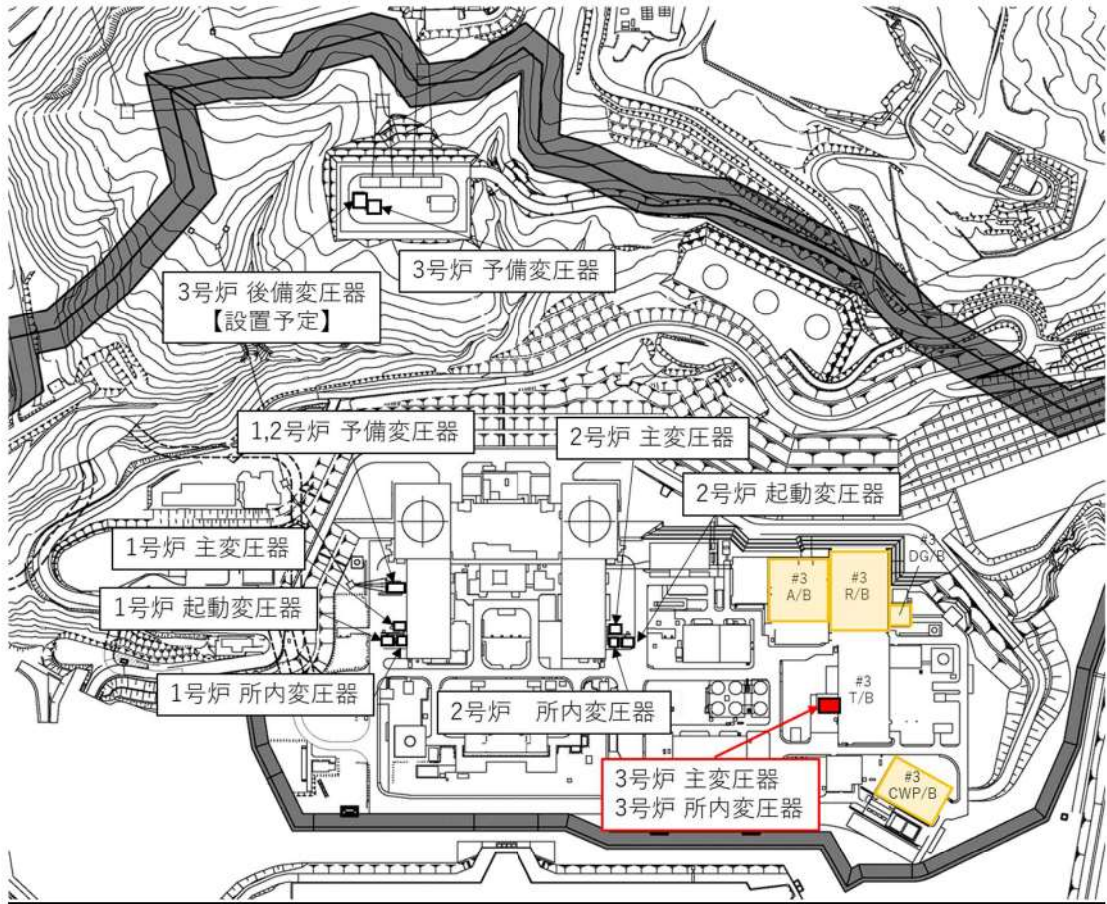 3号炉 予備変圧器
3号炉 後備変圧器
【設置予定】
1,2号炉 予備変圧器
2号炉 主変圧器
2号炉 起動変圧器
1号炉 主変圧器
#3
DG/B
#3
A/B
#3
R/B
1号炉 起動変圧器
1号炉 所内変圧器
2号炉 所内変圧器
#3
T/B
3号炉 主変圧器
3号炉 所内変圧器
#3
CWP/B